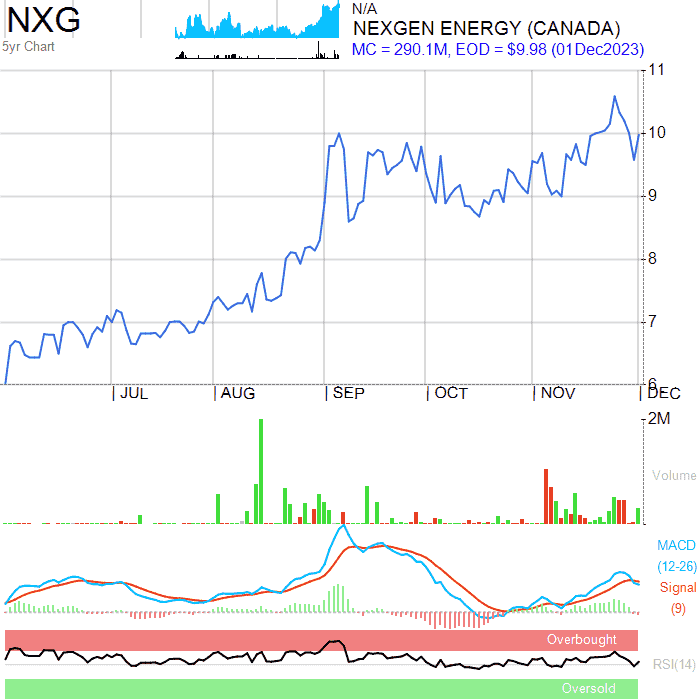 NXG
5yr Chart
N/A
NEXGEN ENERGY (CANADA)
MC = 290.1M, EOD = $9.98 (01Dec2023)
11
10
9
8
7
6
JUL
AUG
SEP
OCT
NOV
DEC
2M
Volume
MACD
(12-26)
Signal
(9)
Overbought
RSI(14)
Oversold